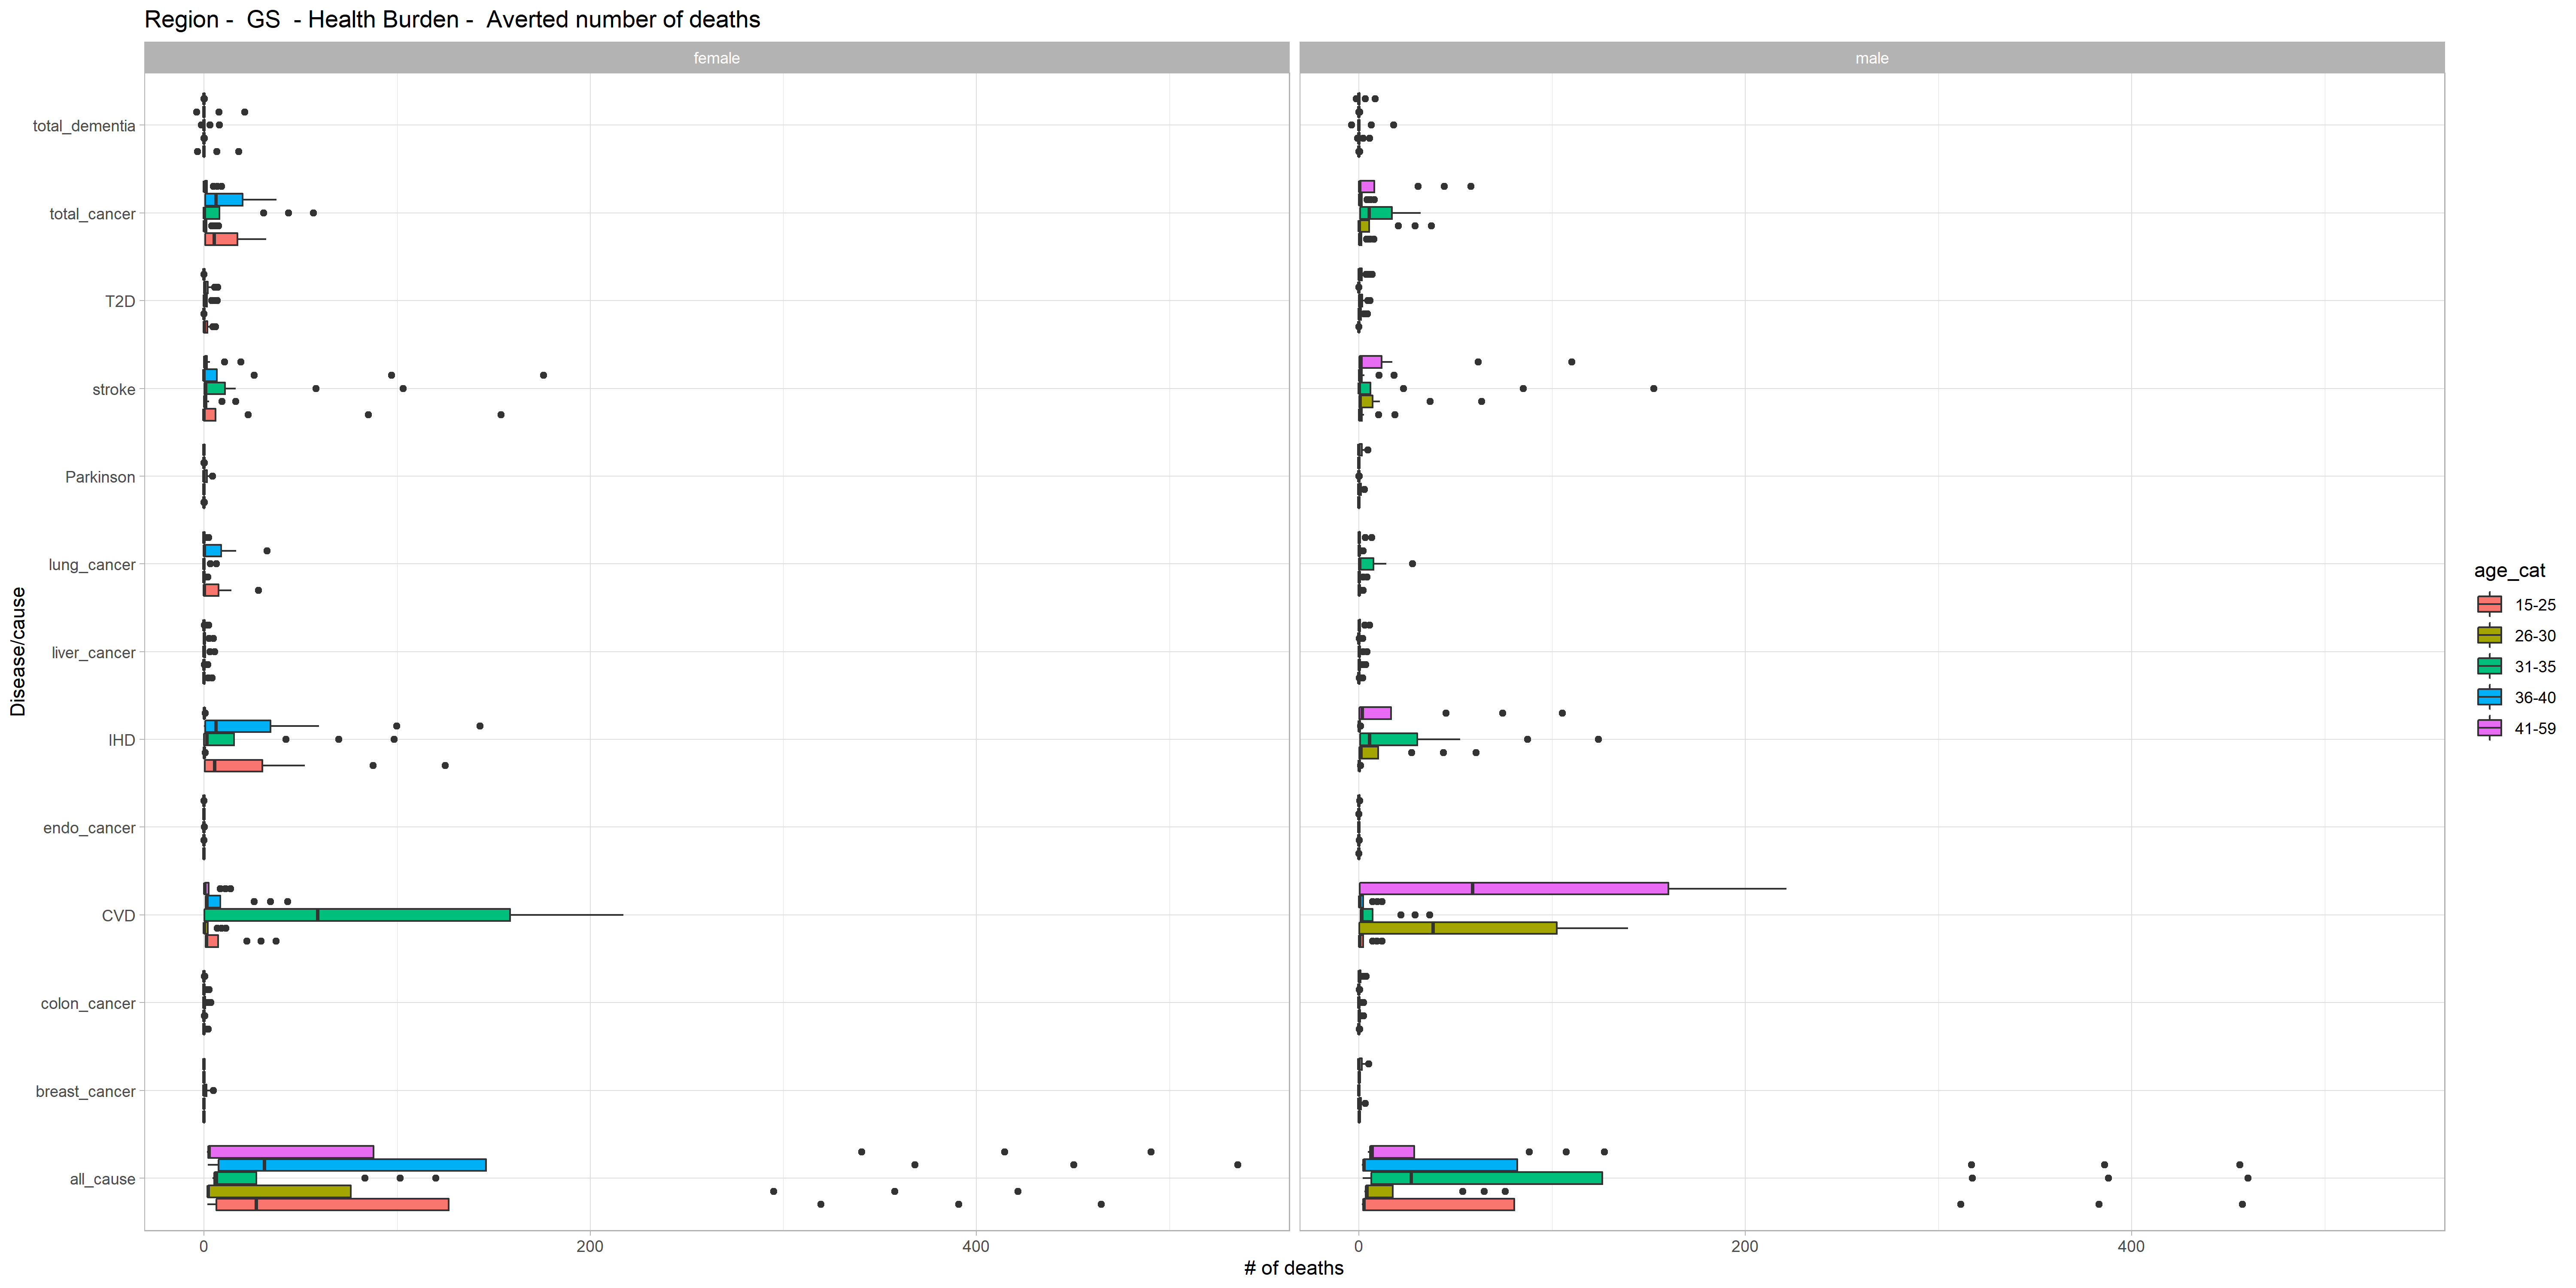 Region -  GS  - Health Burden -  Averted number of deaths
female
male
Disease/cause
total_dementia
total_cancer
T2D
stroke
Parkinson
lung_cancer
liver_cancer
IHD
endo_cancer
CVD
colon_cancer
breast_cancer
all_cause
0
200
400
0
200
400
# of deaths
age_cat
15-25
26-30
31-35
36-40
41-59